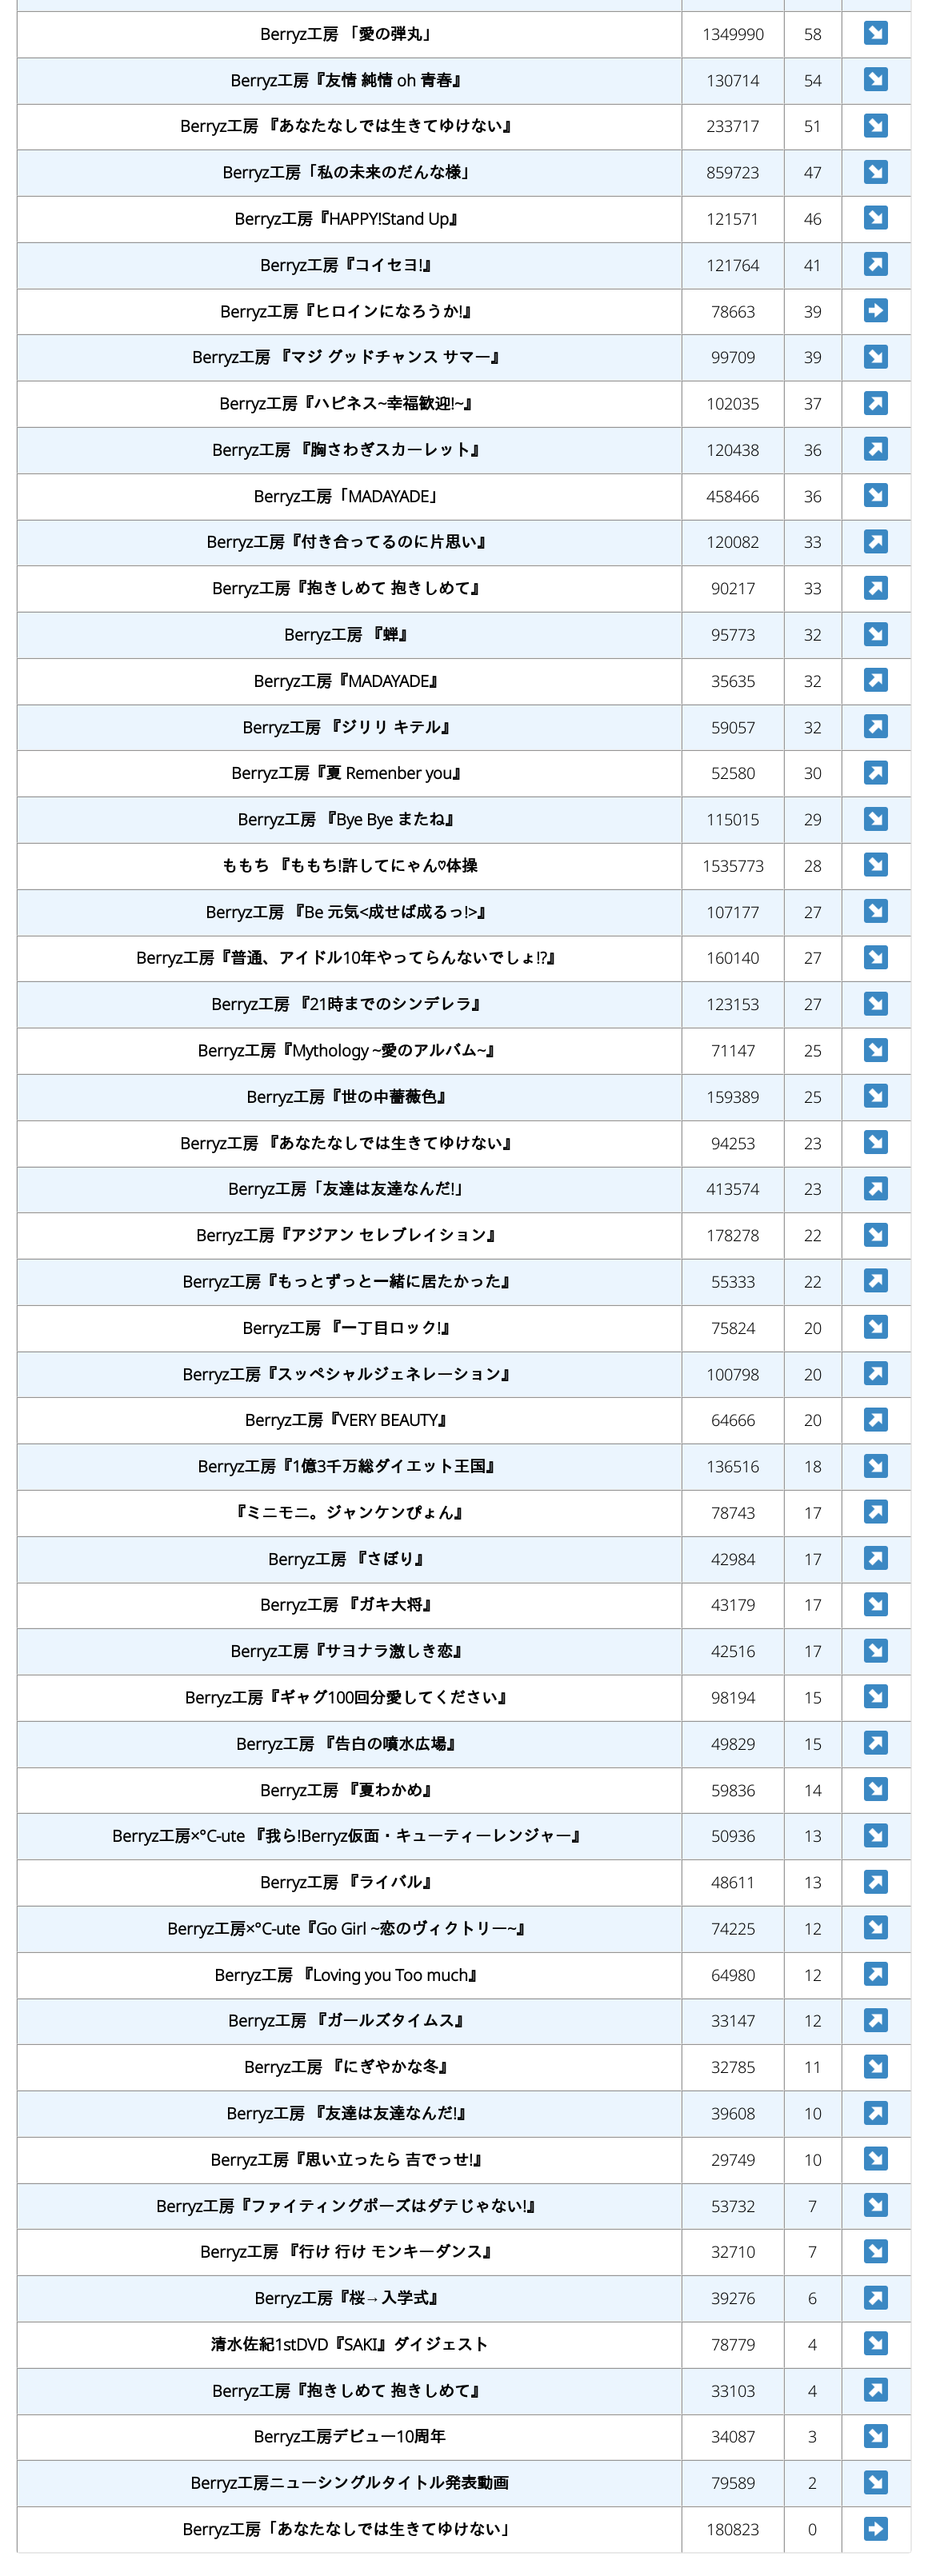 Berryz工房 「愛の弾丸」 1349990 58 ↘
Berryz工房『友情 純情 oh 青春』 130714 54 ↘
Berryz工房 『あなたなしでは生きてゆけない』 233717 51 ↘
Berryz工房「私の未来のだんな様」 859723 47 ↘
Berryz工房『HAPPY!Stand Up』 121571 46 ↘
Berryz工房『コイセヨ!』 121764 41 ↗
Berryz工房『ヒロインになろうか!』 78663 39 ➡
Berryz工房 『マジ グッドチャンス サマー』 99709 39 ↘
Berryz工房『ハピネス~幸福歓迎!~』 102035 37 ↗
Berryz工房 『胸さわぎスカーレット』 120438 36 ↗
Berryz工房「MADAYADE」 458466 36 ↘
Berryz工房『付き合ってるのに片思い』 120082 33 ↗
Berryz工房『抱きしめて 抱きしめて』 90217 33 ↗
Berryz工房 『蝉』 95773 32 ↘
Berryz工房『MADAYADE』 35635 32 ↗
Berryz工房 『ジリリ キテル』 59057 32 ↗
Berryz工房『夏 Remenber you』 52580 30 ↗
Berryz工房 『Bye Bye またね』 115015 29 ↘
ももち 『ももち!許してにゃん♡体操 1535773 28 ↘
Berryz工房 『Be 元気<成せば成るっ!>』 107177 27 ↘
Berryz工房『普通、アイドル10年やってらんないでしょ!?』 160140 27 ↘
Berryz工房 『21時までのシンデレラ』 123153 27 ↘
Berryz工房『Mythology ~愛のアルバム~』 71147 25 ↘
Berryz工房『世の中薔薇色』 159389 25 ↘
Berryz工房 『あなたなしでは生きてゆけない』 94253 23 ↘
Berryz工房「友達は友達なんだ!」 413574 23 ↗
Berryz工房『アジアン セレブレイション』 178278 22 ↘
Berryz工房『もっとずっと一緒に居たかった』 55333 22 ↗
Berryz工房 『一丁目ロック!』 75824 20 ↘
Berryz工房『スッペシャルジェネレーション』 100798 20 ↗
Berryz工房『VERY BEAUTY』 64666 20 ↗
Berryz工房『1億3千万総ダイエット王国』 136516 18 ↘
『ミニモニ。ジャンケンぴょん』 78743 17 ↗
Berryz工房 『さぼり』 42984 17 ↗
Berryz工房 『ガキ大将』 43179 17 ↘
Berryz工房『サヨナラ激しき恋』 42516 17 ↘
Berryz工房『ギャグ100回分愛してください』 98194 15 ↘
Berryz工房 『告白の噴水広場』 49829 15 ↗
Berryz工房 『夏わかめ』 59836 14 ↘
Berryz工房×°C-ute 『我ら!Berryz仮面・キューティーレンジャー』 50936 13 ↘
Berryz工房 『ライバル』 48611 13 ↗
Berryz工房×°C-ute『Go Girl ~恋のヴィクトリー~』 74225 12 ↘
Berryz工房 『Loving you Too much』 64980 12 ↗
Berryz工房 『ガールズタイムス』 33147 12 ↗
Berryz工房 『にぎやかな冬』 32785 11 ↘
Berryz工房 『友達は友達なんだ!』 39608 10 ↗
Berryz工房『思い立ったら 吉でっせ!』 29749 10 ↘
Berryz工房『ファイティングポーズはダテじゃない!』 53732 7 ↘
Berryz工房 『行け 行け モンキーダンス』 32710 7 ↘
Berryz工房『桜→入学式』 39276 6 ↗
清水佐紀1stDVD『SAKI』ダイジェスト 78779 4 ↘
Berryz工房『抱きしめて 抱きしめて』 33103 4 ↗
Berryz工房デビュー10周年 34087 3 ↘
Berryz工房ニューシングルタイトル発表動画 79589 2 ↘
Berryz工房「あなたなしでは生きてゆけない」 180823 0 ➡